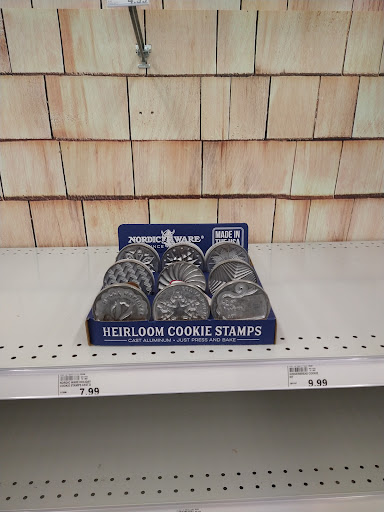 NORDIC WARE®
SINCE
MADE IN
THE USA
HEIRLOOM COOKIE STAMPS
CAST ALUMINUM • JUST PRESS AND BAKE
7.99
9.99